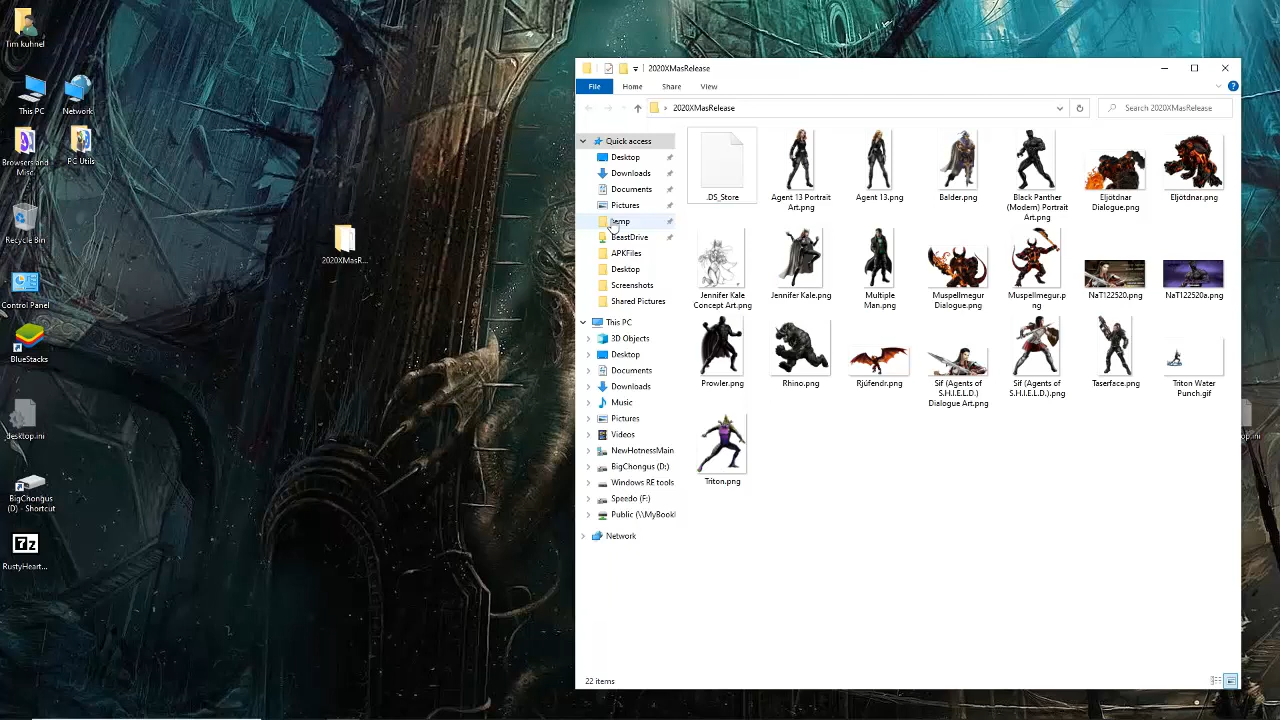 Tim kuhnel
This PC
Network
Browsers and
Misc.
PC Utils
Recycle Bin
2020XMasR...
Control Panel
BlueStacks
desktop.ini
BigChongus
(D) - Shortcut
7z
RustyHeart...
2020XMasRelease
File
Home
Share
View
2020XMasRelease
Search 2020XMasRelease
Quick access
Desktop
Downloads
Documents
Pictures
temp
BeastDrive
APKFiles
Desktop
Screenshots
Shared Pictures
This PC
3D Objects
Desktop
Documents
Downloads
Music
Pictures
Videos
NewHotnessMain
BigChongus (D:)
Windows RE tools
Speedo (F:)
Public (\\MyBookl
Network
.DS_Store
Agent 13 Portrait
Art.png
Agent 13.png
Balder.png
Black Panther
(Modern) Portrait
Art.png
Eljotdnar
Dialogue.png
Eljotdnar.png
Jennifer Kale
Concept Art.png
Jennifer Kale.png
Multiple
Man.png
Muspellmegur
Dialogue.png
Muspellmegur.p
ng
NaT122520.png
NaT122520a.png
Prowler.png
Rhino.png
Rjúfendr.png
Sif (Agents of
S.H.I.E.L.D.)
Dialogue Art.png
Sif (Agents of
S.H.I.E.L.D.).png
Taserface.png
Triton Water
Punch.gif
Triton.png
22 items